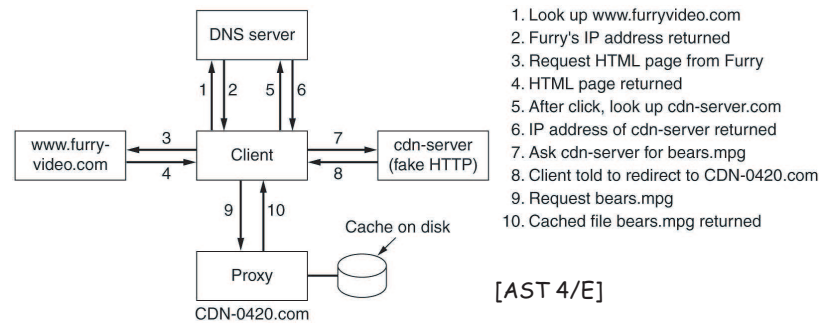 DNS server
1
2
5
6
www.furry-
video.com
3
4
Client
7
8
cdn-server
(fake HTTP)
9
10
Cache on disk
Proxy
CDN-0420.com
1. Look up www.furryvideo.com
2. Furry's IP address returned
3. Request HTML page from Furry
4. HTML page returned
5. After click, look up cdn-server.com
6. IP address of cdn-server returned
7. Ask cdn-server for bears.mpg
8. Client told to redirect to CDN-0420.com
9. Request bears.mpg
10. Cached file bears.mpg returned
[AST 4/E]